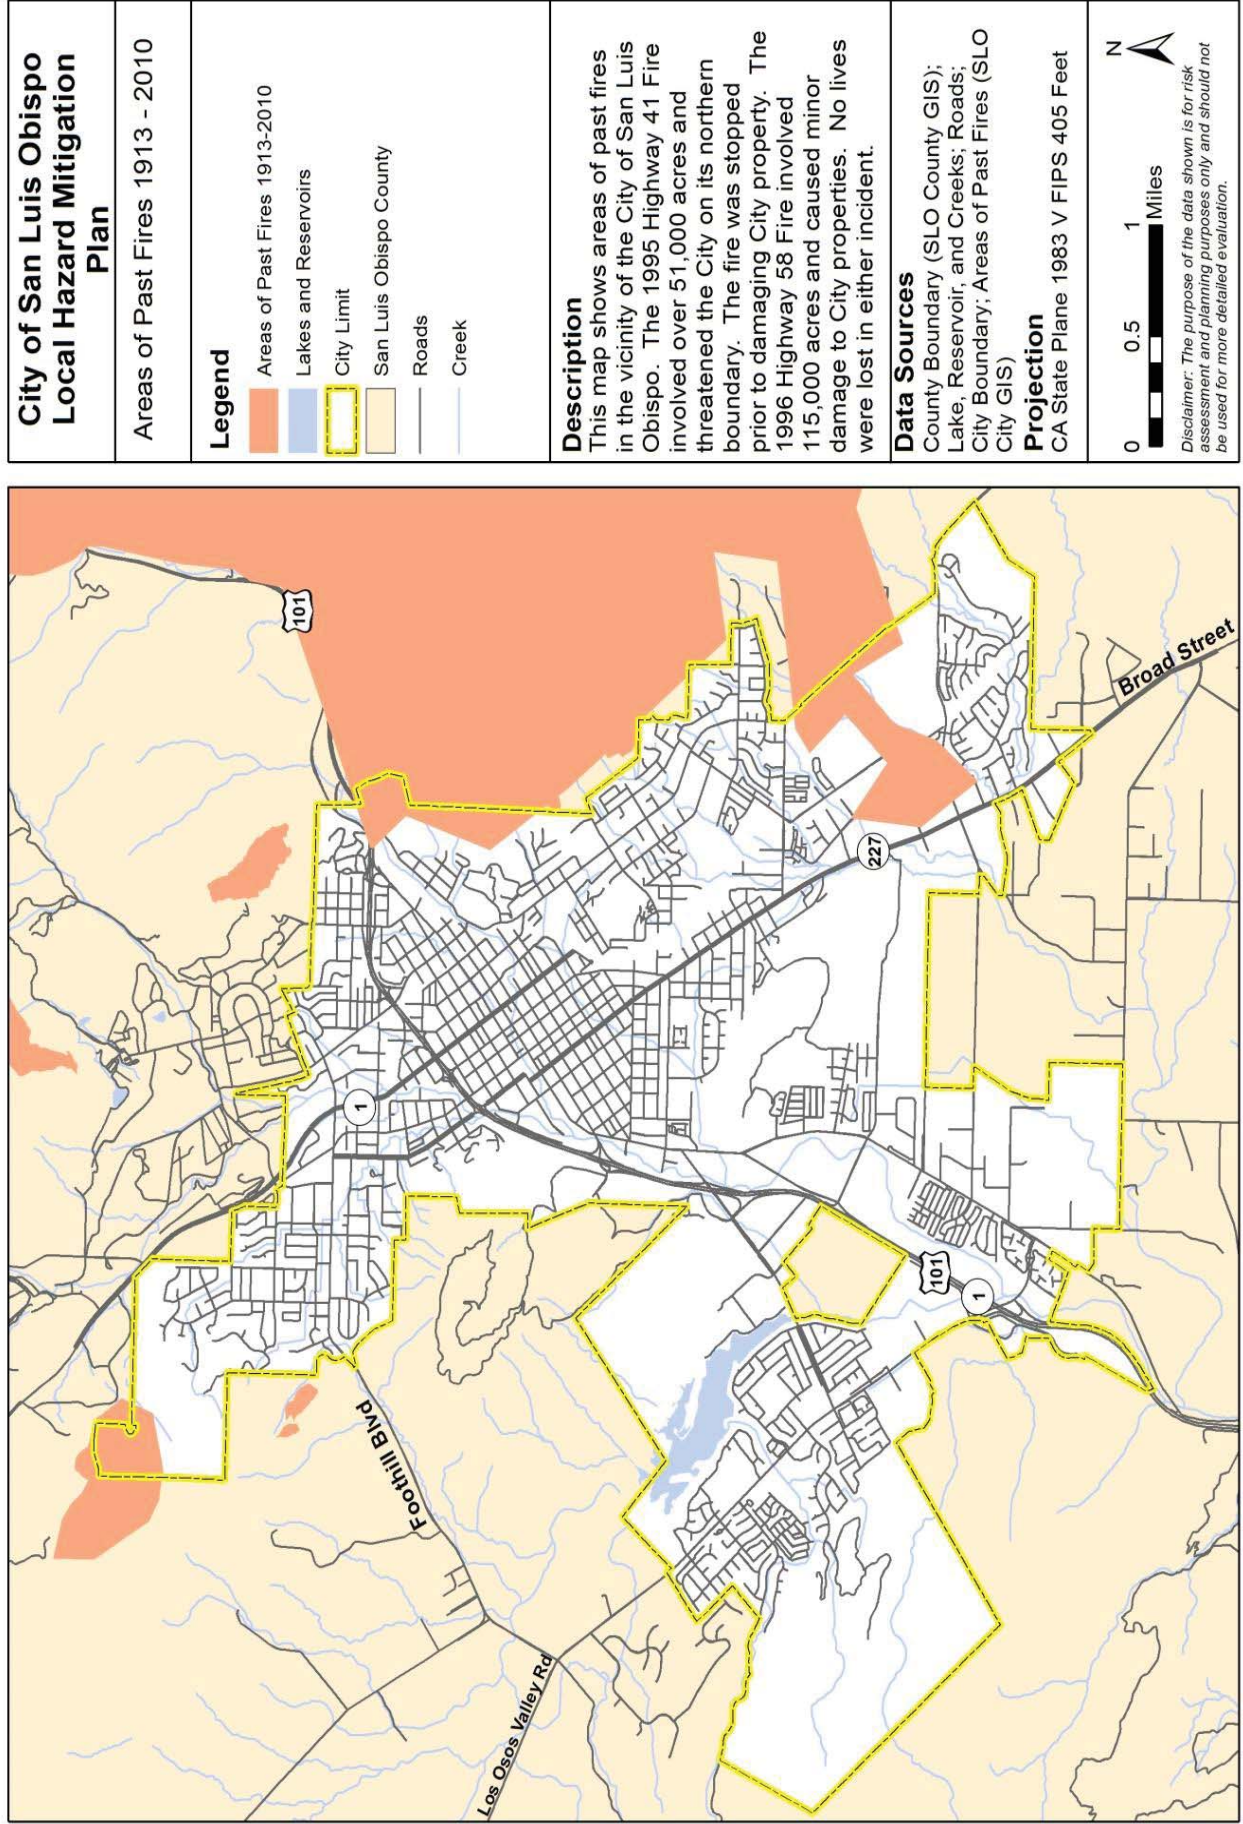 City of San Luis Obispo
Local Hazard Mitigation
Plan
Areas of Past Fires 1913 - 2010
Legend
Areas of Past Fires 1913-2010
Lakes and Reservoirs
City Limit
San Luis Obispo County
Roads
Creek
Description
This map shows areas of past fires
in the vicinity of the City of San Luis
Obispo. The 1995 Highway 41 Fire
involved over 51,000 acres and
threatened the City on its northern
boundary. The fire was stopped
prior to damaging City property. The
1996 Highway 58 Fire involved
115,000 acres and caused minor
damage to City properties. No lives
were lost in either incident.
Data Sources
County Boundary (SLO County GIS);
Lake, Reservoir, and Creeks; Roads;
City Boundary; Areas of Past Fires (SLO
City GIS)
Projection
CA State Plane 1983 V FIPS 405 Feet
N
0 0.5 1
Miles
Disclaimer: The purpose of the data shown is for risk
assessment and planning purposes only and should not
be used for more detailed evaluation.
101
1
Foothill Blvd
Los Osos Valley Rd
227
101
1
Broad Street